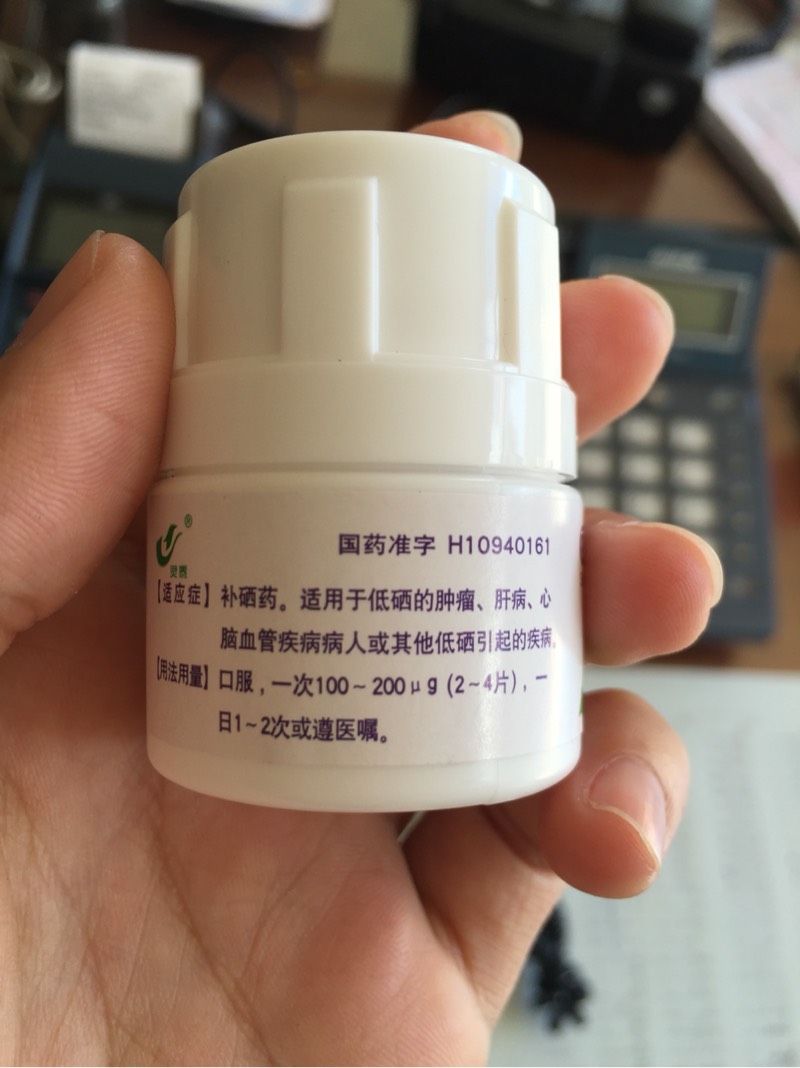 ®
灵泰
国药准字 H10940161
【适应症】补硒药。适用于低硒的肿瘤、肝病、心
脑血管疾病病人或其他低硒引起的疾病。
【用法用量】口服，一次100～200μg (2～4片)，一
日1～2次或遵医嘱。